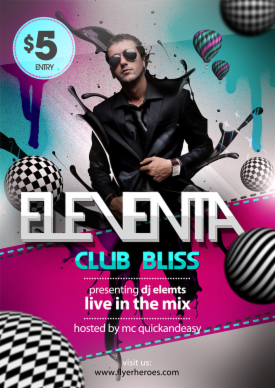 $5
ENTRY
ELEVENTA
CLUB BLISS
presenting dj elemts
live in the mix
hosted by mc quickandeasy
visit us:
www.flyerheroes.com